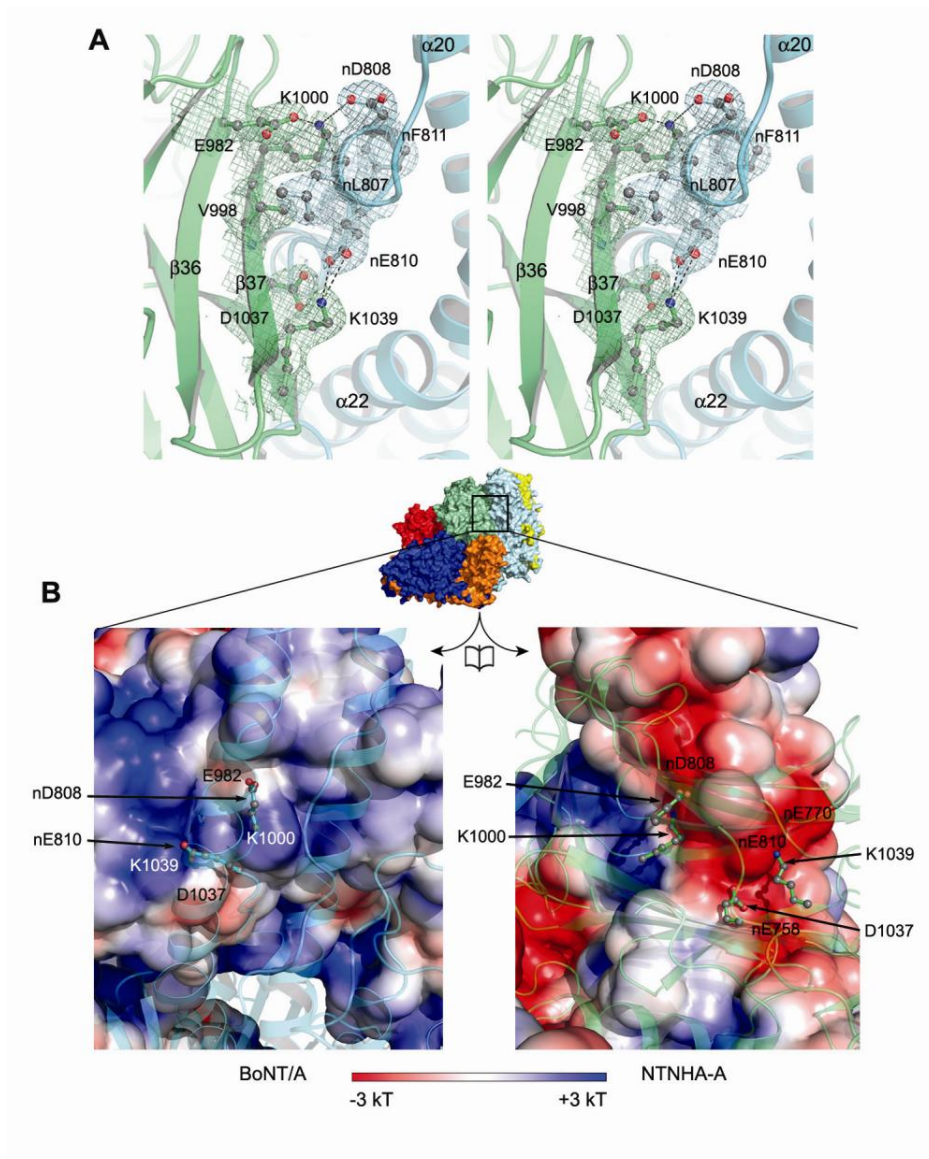 A
α20
nD808
K1000
nF811
E982
nL807
V998
nE810
β36
β37
D1037
K1039
α22
α20
nD808
K1000
nF811
E982
nL807
V998
nE810
β36
β37
D1037
K1039
α22
B
E982
nD808
K1000
nE810
K1039
D1037
nD808
E982
nE770
K1000
nE810
K1039
nE758
D1037
BoNT/A
NTNHA-A
-3 kT
+3 kT